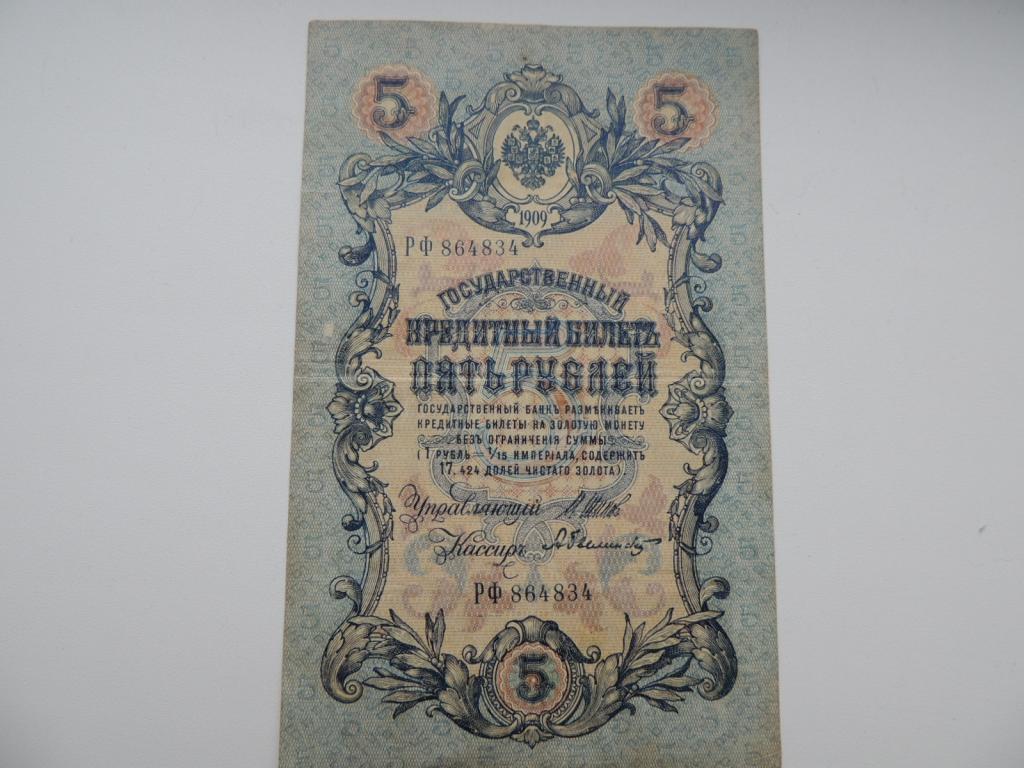 5 5
1909
РФ 864834
ГОСУДАРСТВЕННЫЙ
КРЕДИТНЫЙ БИЛЕТЪ
ПЯТЬ РУБЛЕЙ
ГОСУДАРСТВЕННЫЙ БАНКЪ РАЗМѢНИВАЕТЪ
КРЕДИТНЫЕ БИЛЕТЫ НА ЗОЛОТУЮ МОНЕТУ
БЕЗЪ ОГРАНИЧЕНІЯ СУММЫ
(1 РУБЛЬ = 1/15 ИМПЕРІАЛА, СОДЕРЖИТЪ
17,424 ДОЛЕЙ ЧИСТАГО ЗОЛОТА)
Управляющій
Кассиръ
РФ 864834
5